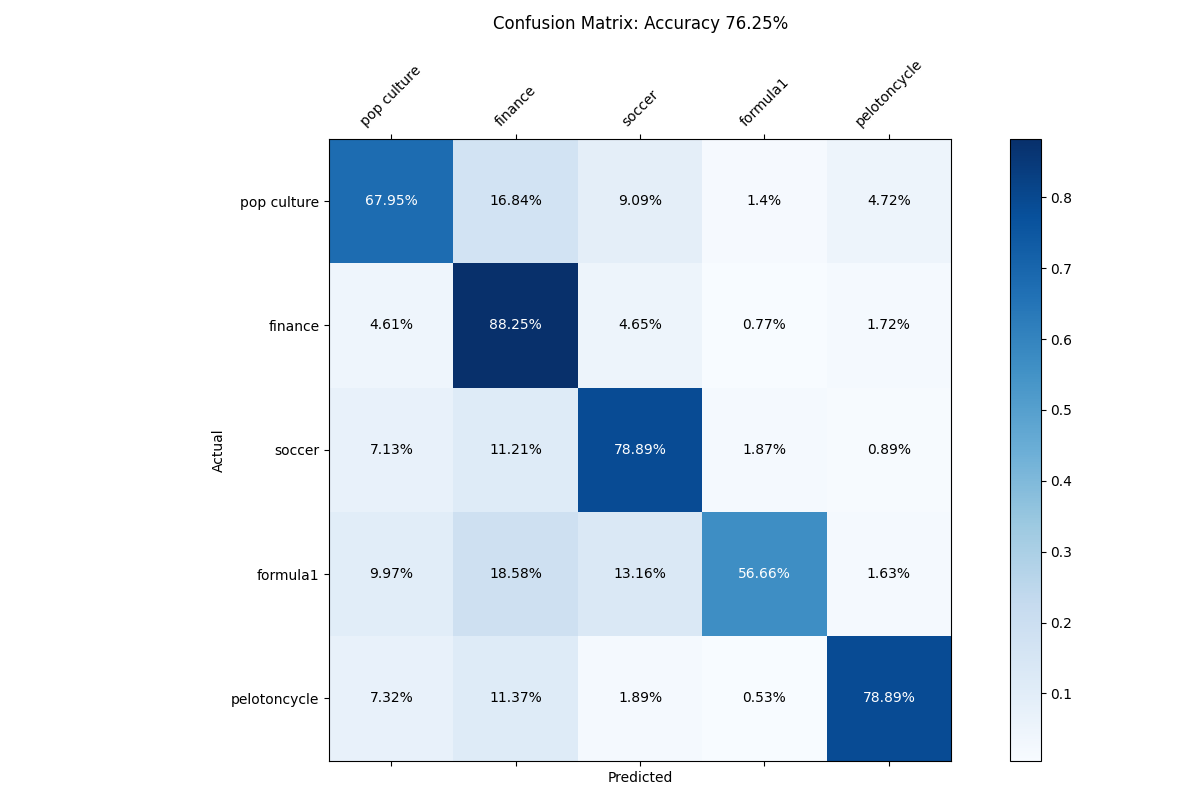 Confusion Matrix: Accuracy 76.25%
pop culture finance soccer formula1 pelotoncycle
pop culture 67.95% 16.84% 9.09% 1.4% 4.72%
finance 4.61% 88.25% 4.65% 0.77% 1.72%
soccer 7.13% 11.21% 78.89% 1.87% 0.89%
formula1 9.97% 18.58% 13.16% 56.66% 1.63%
pelotoncycle 7.32% 11.37% 1.89% 0.53% 78.89%
Actual
Predicted
0.8
0.7
0.6
0.5
0.4
0.3
0.2
0.1